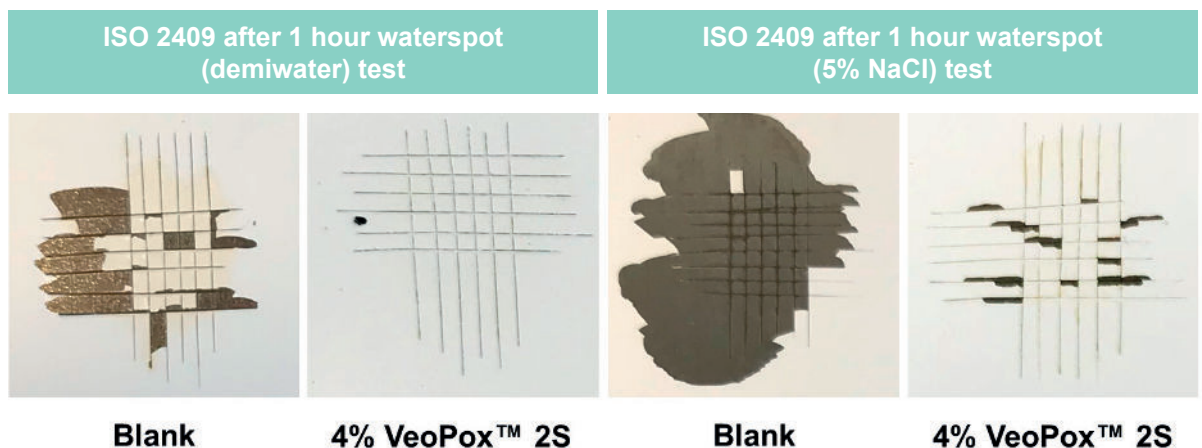 ISO 2409 after 1 hour waterspot
(demiwater) test
ISO 2409 after 1 hour waterspot
(5% NaCl) test
Blank
4% VeoPox™ 2S
Blank
4% VeoPox™ 2S